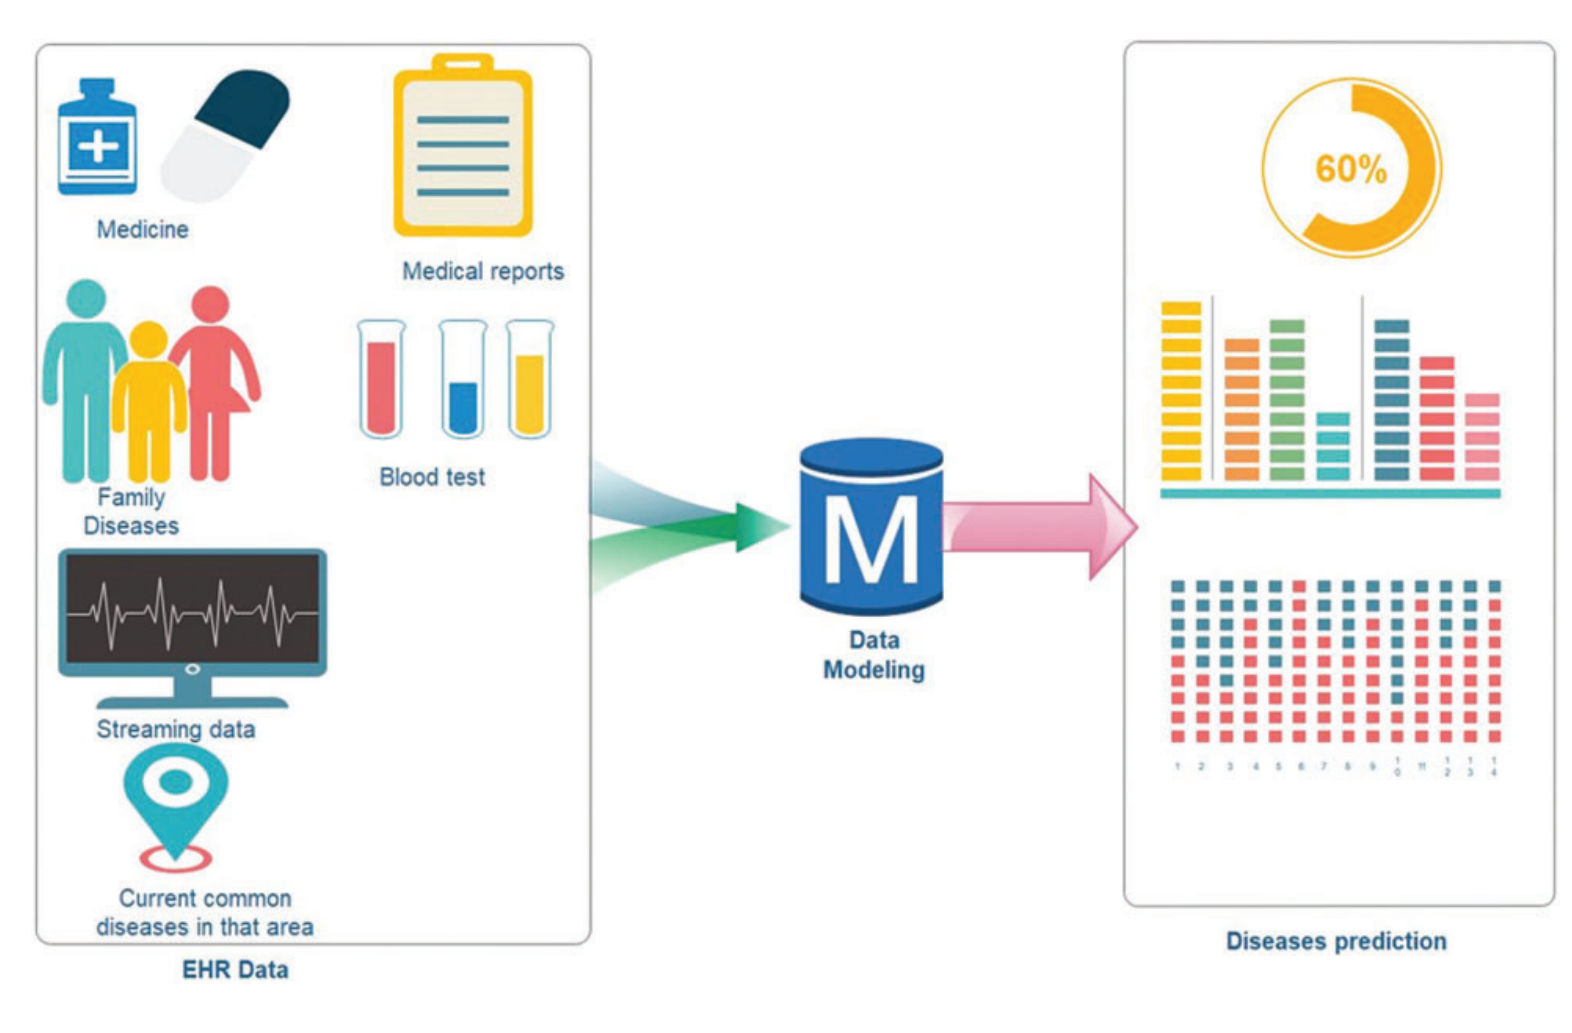 Medicine
Medical reports
Family
Diseases
Blood test
Streaming data
Current common
diseases in that area
EHR Data
M
Data
Modeling
60%
1 2 3 4 5 6 7 8 9 10 11 12 13 14
Diseases prediction